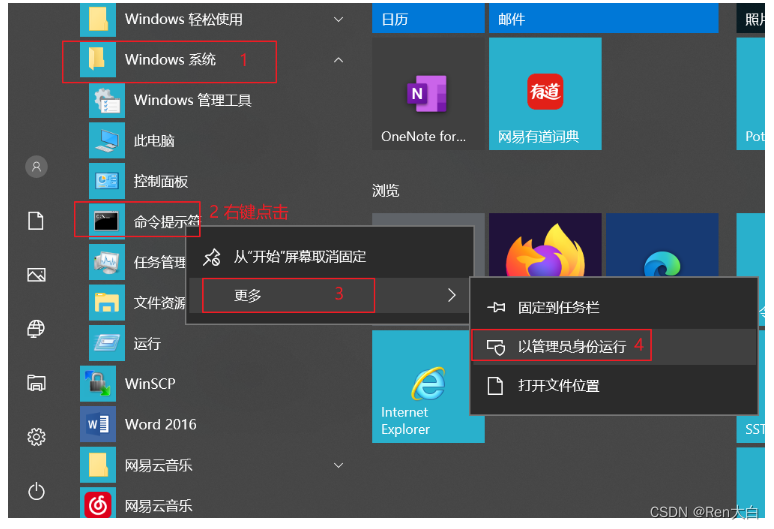 Windows 轻松使用
Windows 系统 1
Windows 管理工具
此电脑
控制面板
命令提示符 2 右键点击
任务管理
文件资源
运行
WinSCP
Word 2016
网易云音乐
网易云音乐
从"开始"屏幕取消固定
更多 3
固定到任务栏
以管理员身份运行 4
打开文件位置
日历
邮件
照片
N
OneNote for...
有道
网易有道词典
Pot
浏览
Internet
Explorer
SST
CSDN @Ren大白